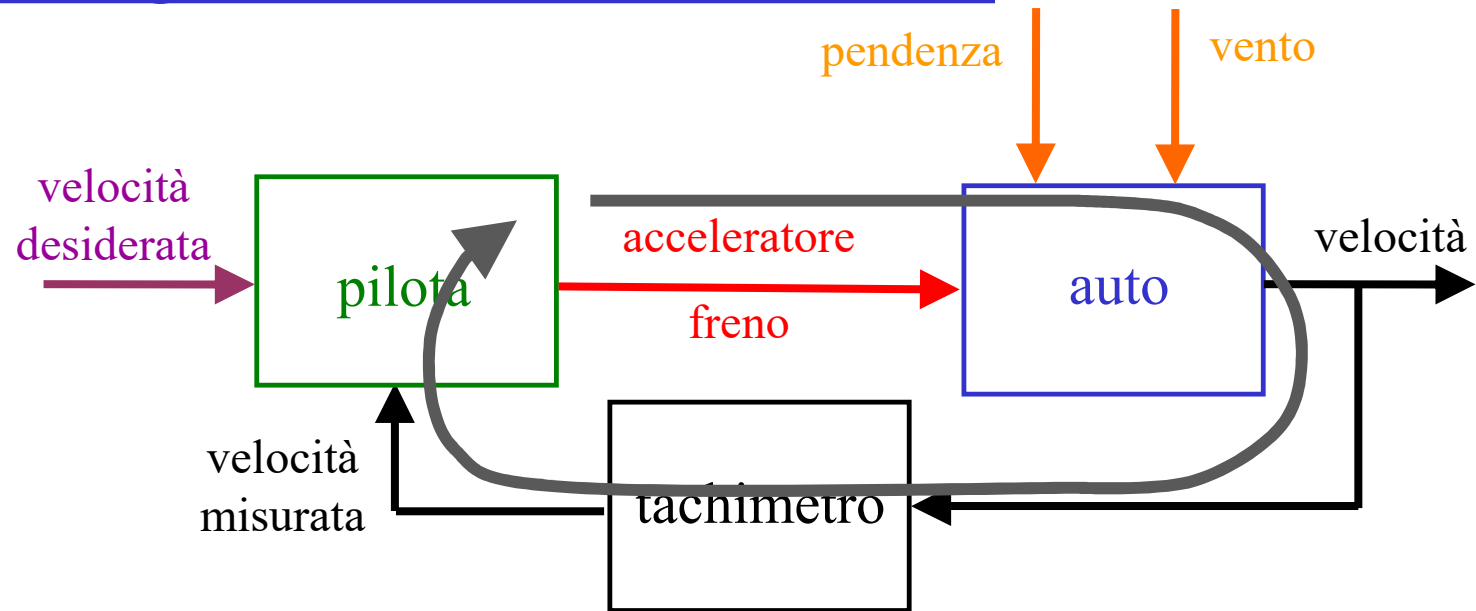 pendenza
vento
velocità
desiderata
pilota
acceleratore
freno
auto
velocità
velocità
misurata
tachimetro